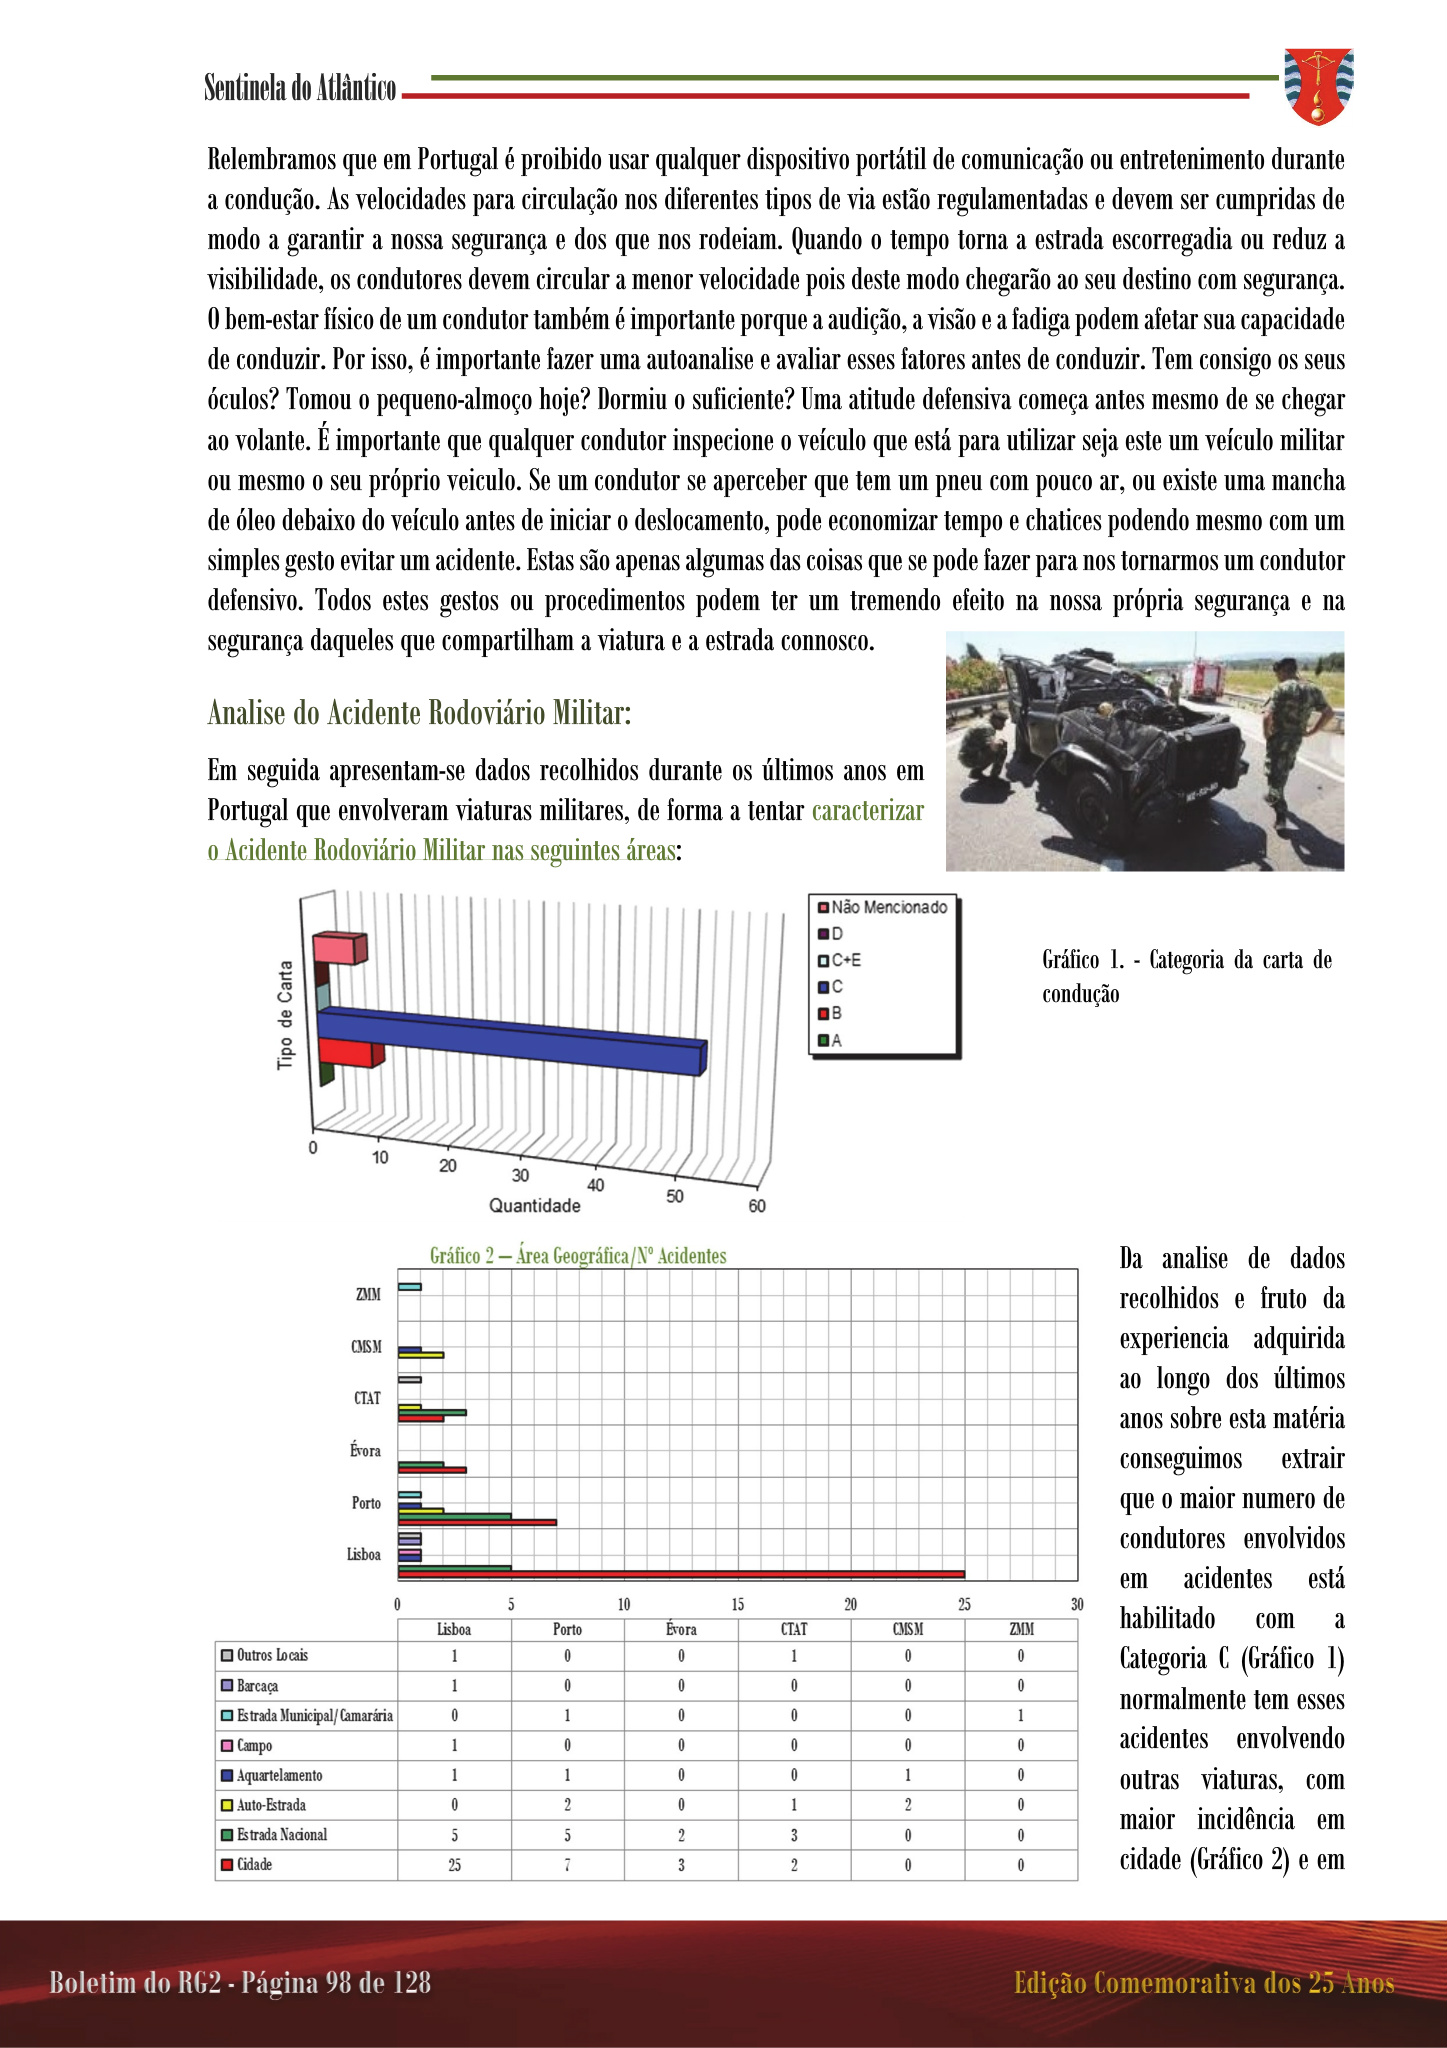 Sentinela do Atlântico
Relembramos que em Portugal é proibido usar qualquer dispositivo portátil de comunicação ou entretenimento durante
a condução. As velocidades para circulação nos diferentes tipos de via estão regulamentadas e devem ser cumpridas de
modo a garantir a nossa segurança e dos que nos rodeiam. Quando o tempo torna a estrada escorregadia ou reduz a
visibilidade, os condutores devem circular a menor velocidade pois deste modo chegarão ao seu destino com segurança.
O bem-estar físico de um condutor também é importante porque a audição, a visão e a fadiga podem afetar sua capacidade
de conduzir. Por isso, é importante fazer uma autoanalise e avaliar esses fatores antes de conduzir. Tem consigo os seus
óculos? Tomou o pequeno-almoço hoje? Dormiu o suficiente? Uma atitude defensiva começa antes mesmo de se chegar
ao volante. É importante que qualquer condutor inspecione o veículo que está para utilizar seja este um veículo militar
ou mesmo o seu próprio veiculo. Se um condutor se aperceber que tem um pneu com pouco ar, ou existe uma mancha
de óleo debaixo do veículo antes de iniciar o deslocamento, pode economizar tempo e chatices podendo mesmo com um
simples gesto evitar um acidente. Estas são apenas algumas das coisas que se pode fazer para nos tornarmos um condutor
defensivo. Todos estes gestos ou procedimentos podem ter um tremendo efeito na nossa própria segurança e na
segurança daqueles que compartilham a viatura e a estrada connosco.
Analise do Acidente Rodoviário Militar:
Em seguida apresentam-se dados recolhidos durante os últimos anos em
Portugal que envolveram viaturas militares, de forma a tentar caracterizar
o Acidente Rodoviário Militar nas seguintes áreas:
Tipo de Carta
0 10 20 30 40 50 60
Quantidade
Não Mencionado
D
C+E
C
B
A
Gráfico 1. - Categoria da carta de
condução
Gráfico 2 — Área Geográfica/Nº Acidentes
ZMM
CMSM
CTAT
Évora
Porto
Lisboa
0 5 10 15 20 25 30
Lisboa Porto Évora CTAT CMSM ZMM
Outros Locais 1 0 0 1 0 0
Barcaça 1 0 0 0 0 0
Estrada Municipal/Camarária 0 1 0 0 0 1
Campo 1 0 0 0 0 0
Aquartelamento 1 1 0 0 1 0
Auto-Estrada 0 2 0 1 2 0
Estrada Nacional 5 5 2 3 0 0
Cidade 25 7 3 2 0 0
Da analise de dados
recolhidos e fruto da
experiencia adquirida
ao longo dos últimos
anos sobre esta matéria
conseguimos extrair
que o maior numero de
condutores envolvidos
em acidentes está
habilitado com a
Categoria C (Gráfico 1)
normalmente tem esses
acidentes envolvendo
outras viaturas, com
maior incidência em
cidade (Gráfico 2) e em
Boletim do RG2 - Página 98 de 128
Edição Comemorativa dos 25 Anos